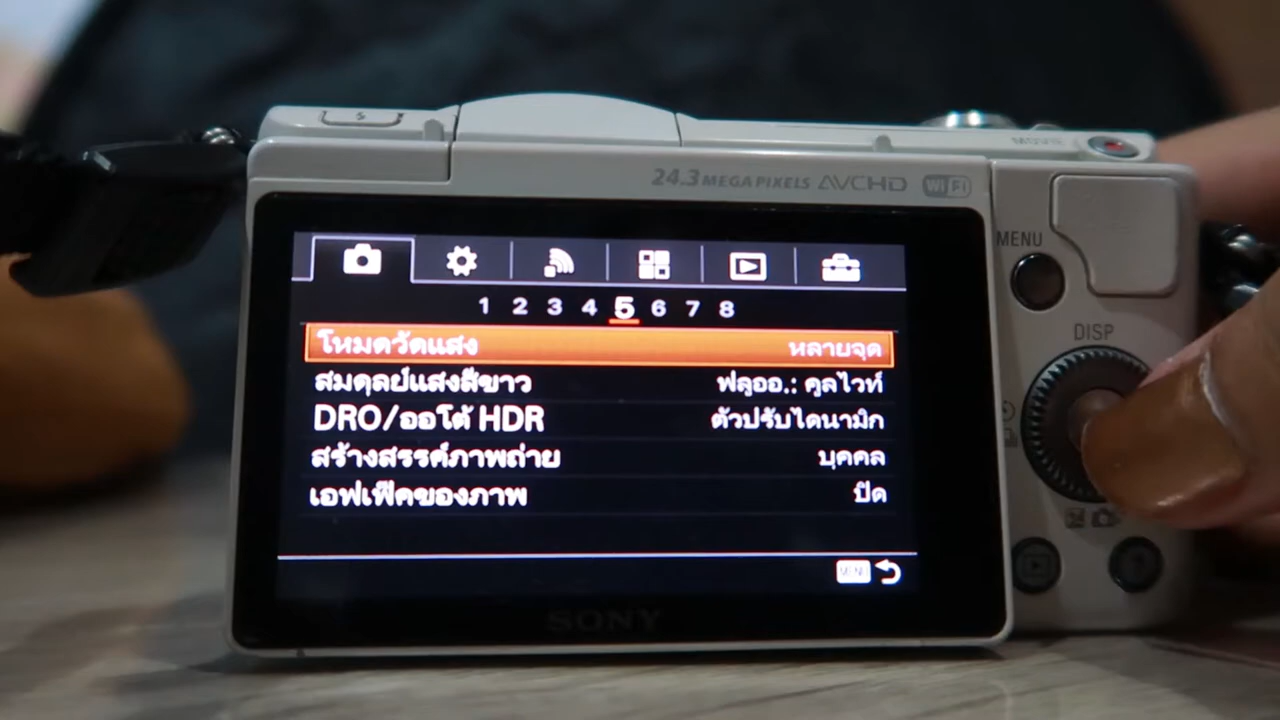 MOVIE
24.3 MEGA PIXELS AVCHD Wi Fi
MENU
DISP
1 2 3 4 5 6 7 8
โหมดวัดแสง หลายจุด
สมดุลย์แสงสีขาว ฟลูออ.: คูลไวท์
DRO/ออโต้ HDR ตัวปรับไดนามิก
สร้างสรรค์ภาพถ่าย บุคคล
เอฟเฟ็คของภาพ ปิด
MENU
SONY